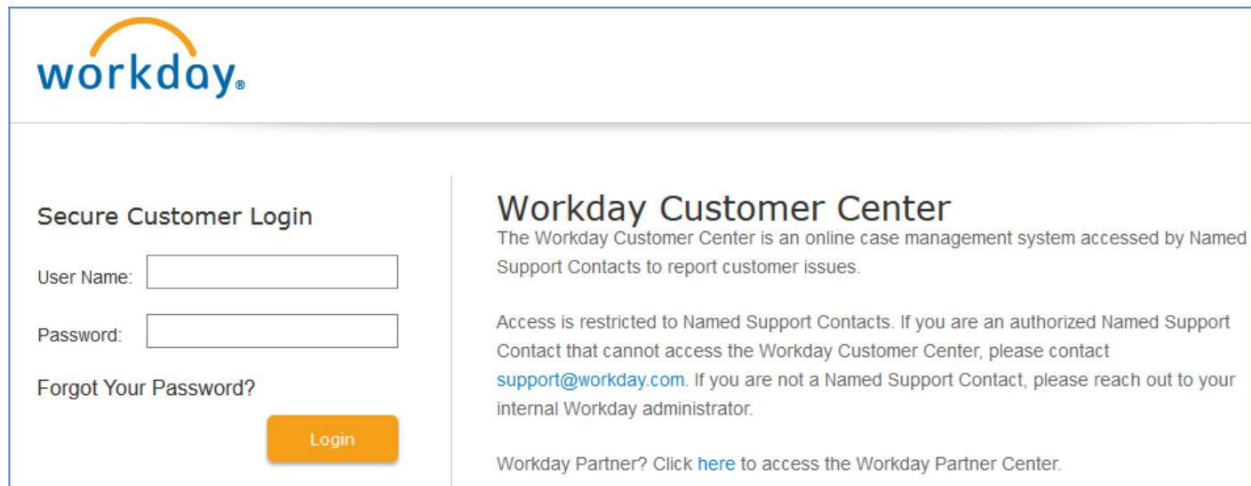 workday®
Secure Customer Login
User Name:
Password:
Forgot Your Password?
Login
Workday Customer Center
The Workday Customer Center is an online case management system accessed by Named
Support Contacts to report customer issues.
Access is restricted to Named Support Contacts. If you are an authorized Named Support
Contact that cannot access the Workday Customer Center, please contact
support@workday.com. If you are not a Named Support Contact, please reach out to your
internal Workday administrator.
Workday Partner? Click here to access the Workday Partner Center.